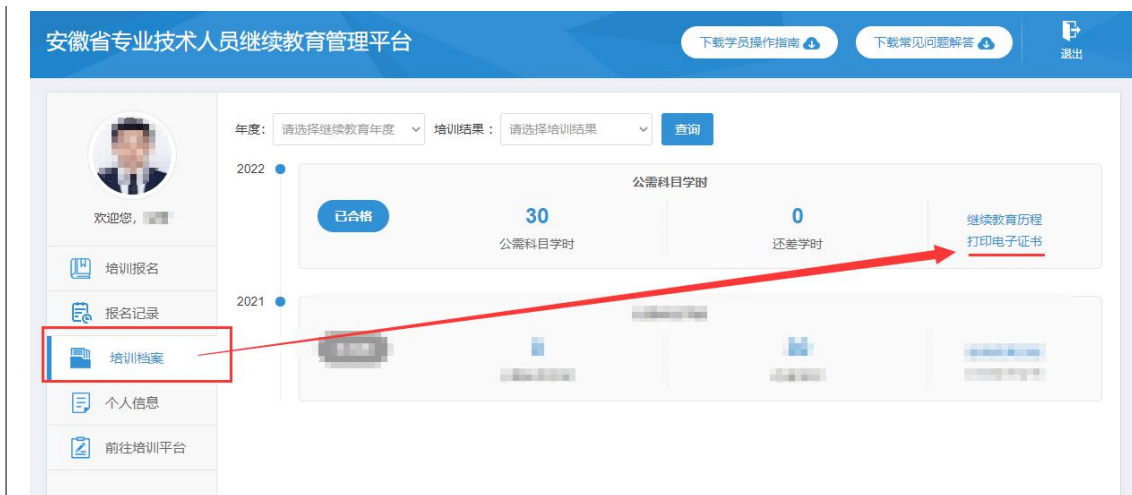 安徽省专业技术人员继续教育管理平台
下载学员操作指南
下载常见问题解答
退出
年度： 请选择继续教育年度 培训结果： 请选择培训结果 查询
2022
公需科目学时
已合格
30
公需科目学时
0
还差学时
继续教育历程
打印电子证书
2021
欢迎您,
培训报名
报名记录
培训档案
个人信息
前往培训平台